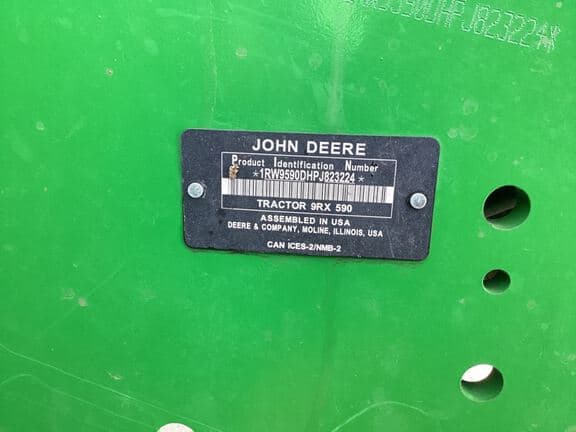 9590DHPJ823224*
JOHN DEERE
Product Identification Number
*1RW9590DHPJ823224*
TRACTOR 9RX 590
ASSEMBLED IN USA
DEERE & COMPANY, MOLINE, ILLINOIS, USA
CAN ICES-2/NMB-2